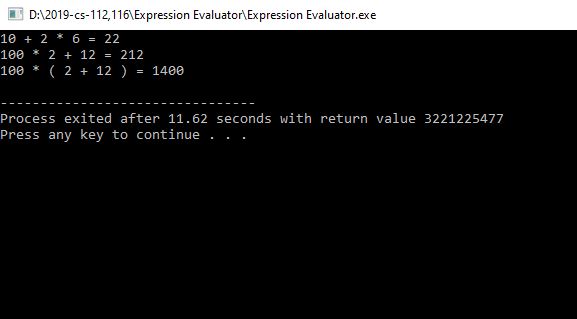 D:\2019-cs-112,116\Expression Evaluator\Expression Evaluator.exe
10 + 2 * 6 = 22
100 * 2 + 12 = 212
100 * ( 2 + 12 ) = 1400
--------------------------------
Process exited after 11.62 seconds with return value 3221225477
Press any key to continue . . .